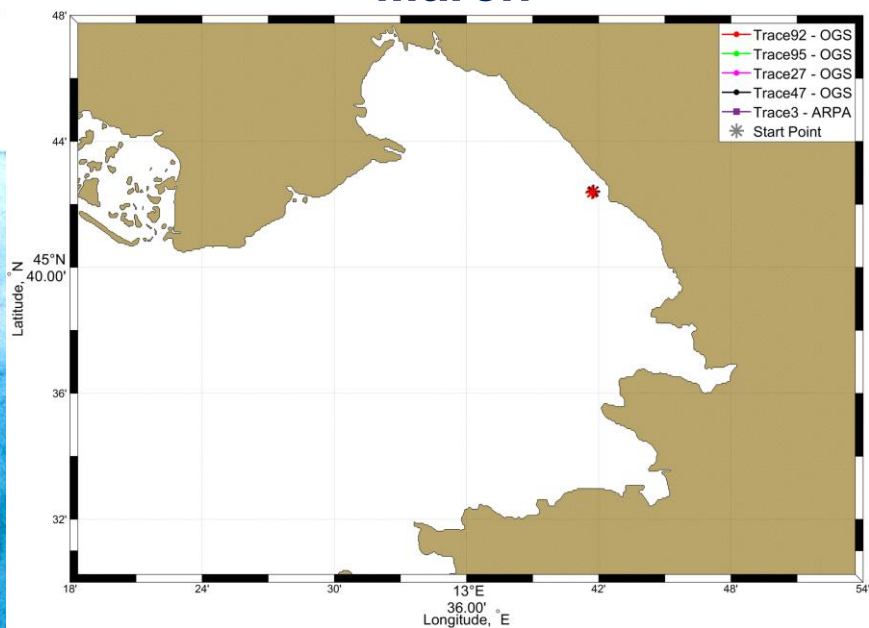 48'
44'
45°N
40.00'
36'
32'
Latitude, °N
18'
24'
30'
13°E
36.00'
42'
48'
54'
Longitude, °E
Trace92 - OGS
Trace95 - OGS
Trace27 - OGS
Trace47 - OGS
Trace3 - ARPA
Start Point